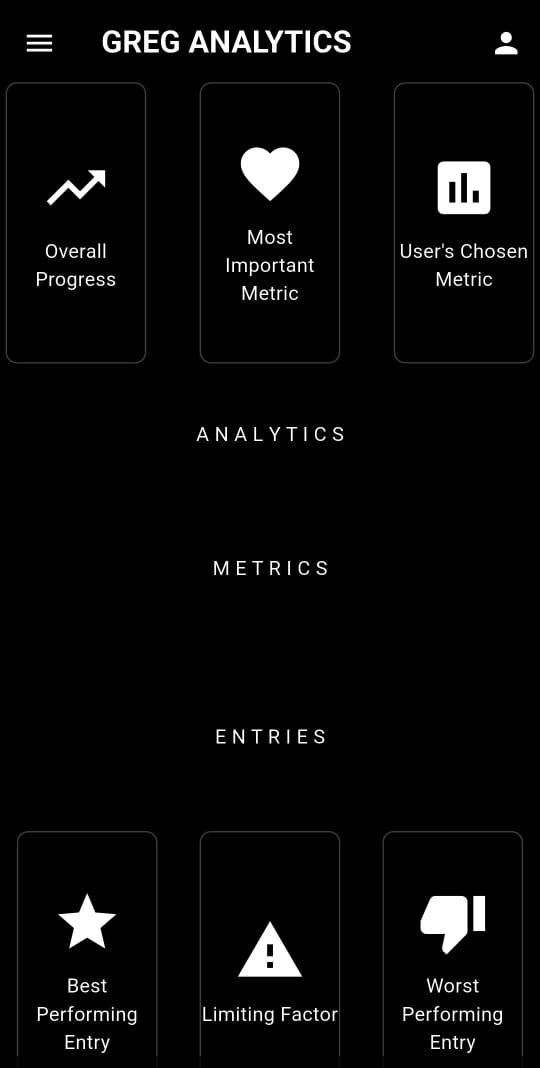 GREG ANALYTICS
Overall
Progress
Most
Important
Metric
User's Chosen
Metric
ANALYTICS
METRICS
ENTRIES
Best
Performing
Entry
Limiting Factor
Worst
Performing
Entry